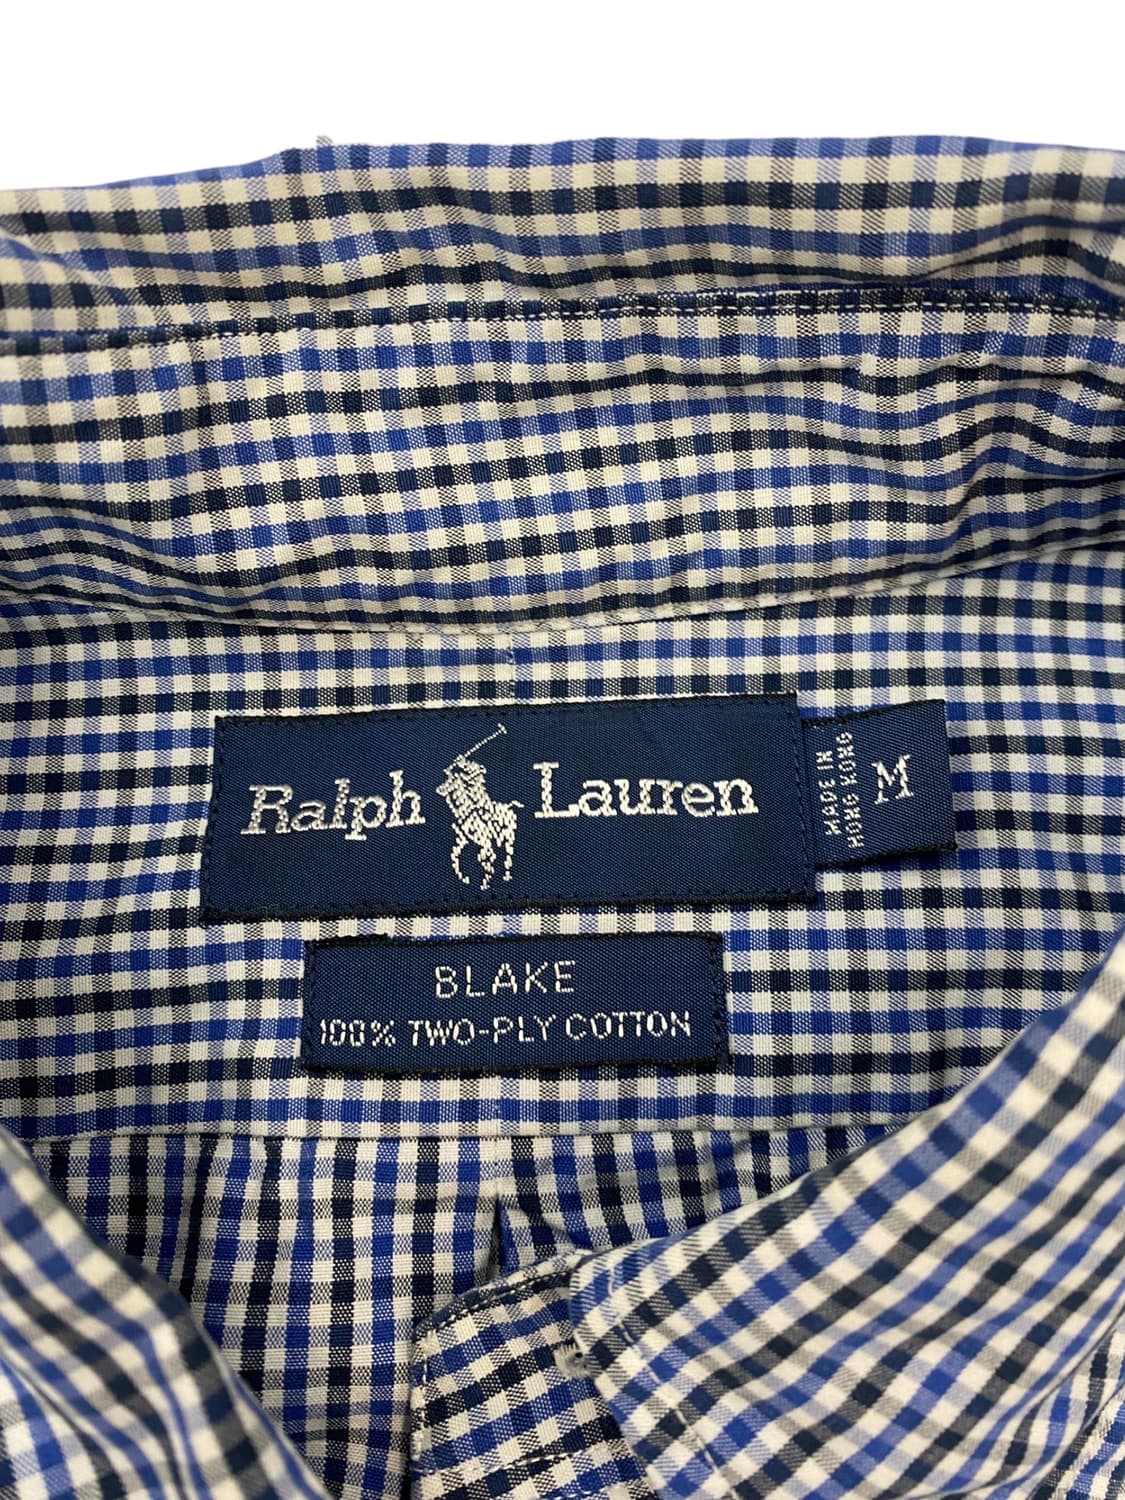 Ralph Lauren
MADE IN
HONG KONG
M
BLAKE
100% TWO-PLY COTTON